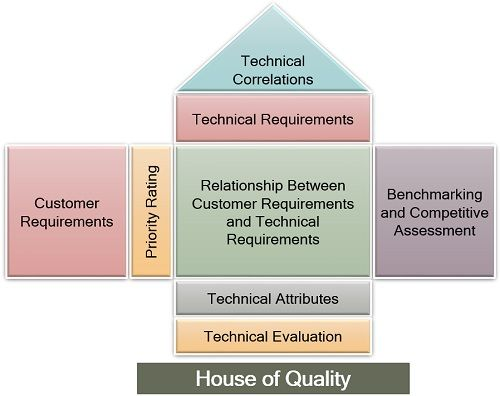 Technical
Correlations
Technical Requirements
Customer
Requirements
Priority Rating
Relationship Between
Customer Requirements
and Technical
Requirements
Benchmarking
and Competitive
Assessment
Technical Attributes
Technical Evaluation
House of Quality